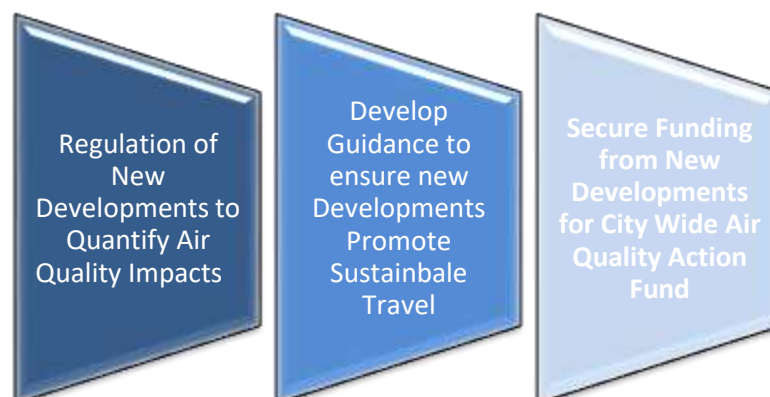 Regulation of
New
Developments to
Quantify Air
Quality Impacts
Develop
Guidance to
ensure new
Developments
Promote
Sustainbale
Travel
Secure Funding
from New
Developments
for City Wide Air
Quality Action
Fund